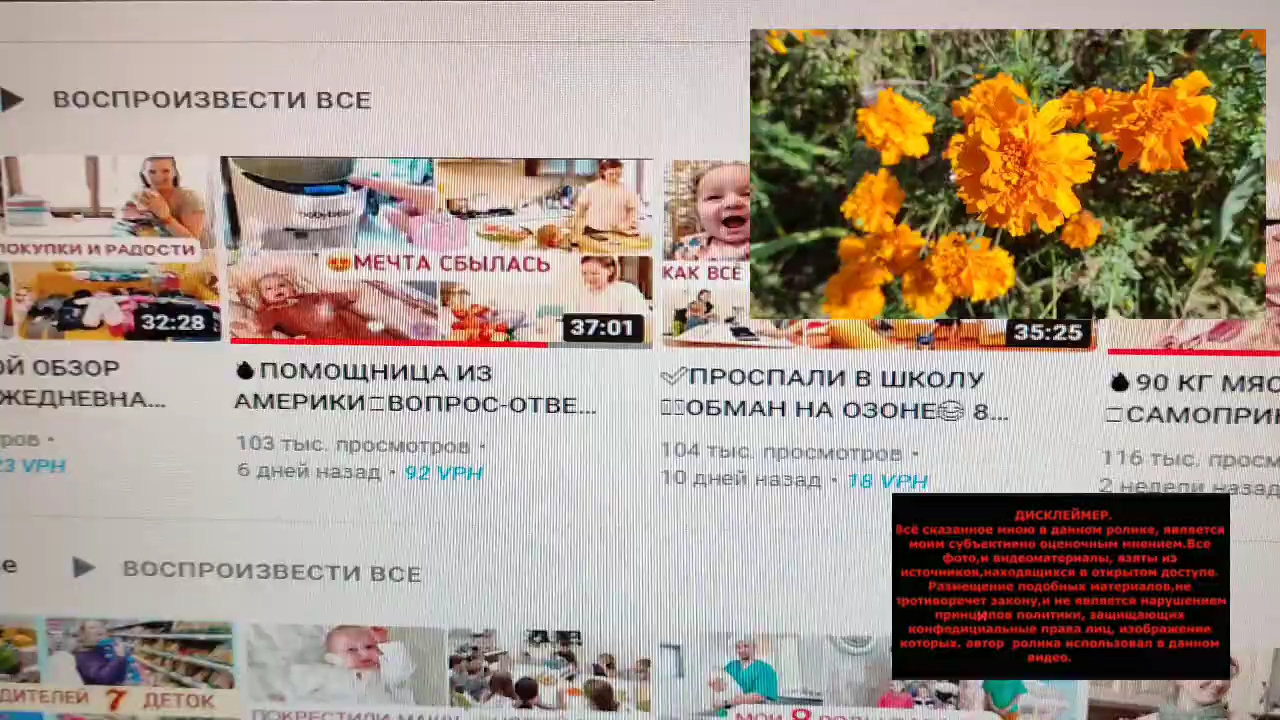 ВОСПРОИЗВЕСТИ ВСЕ
ПОКУПКИ И РАДОСТИ
32:28
МЕЧТА СБЫЛАСЬ
37:01
КАК ВСЕ
35:25
ОБЗОР
ПОМОЩНИЦА ИЗ
АМЕРИКИ ВОПРОС-ОТВЕ...
ПРОСПАЛИ В ШКОЛУ
ОБМАН НА ОЗОНЕ 8...
90 КГ МЯС
САМОПРИ
103 тыс. просмотров •
6 дней назад • 92 VPH
104 тыс. просмотров •
10 дней назад • 18 VPH
116 тыс. просм
2 недели назад
23 VPH
ДИСКЛЕЙМЕР.
Всё сказанное мною в данном ролике, является
моим субъективно оценочным мнением.Все
фото,и видеоматериалы, взяты из
источников,находящихся в открытом доступе.
Размещение подобных материалов,не
противоречет закону,и не является нарушением
принципов политики, защищающих
конфедициальные права лиц, изображение
которых, автор ролика использовал в данном
видео.
ВОСПРОИЗВЕСТИ ВСЕ
7 ДЕТОК
ПОКРЕСТИЛИ МАШУ
МОИ 8